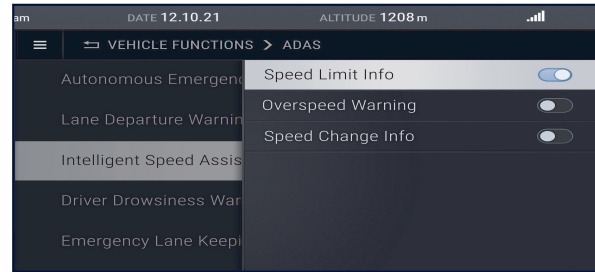 am DATE 12.10.21 ALTITUDE 1208 m
VEHICLE FUNCTIONS > ADAS
Autonomous Emergenc
Lane Departure Warnin
Intelligent Speed Assis
Driver Drowsiness War
Emergency Lane Keepi
Speed Limit Info
Overspeed Warning
Speed Change Info